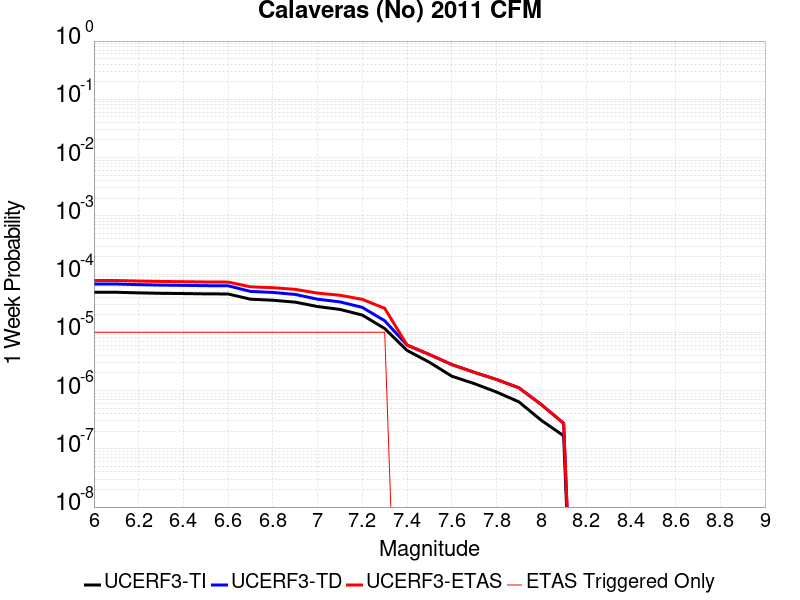 Calaveras (No) 2011 CFM
10 0
10 -1
10 -2
10 -3
10 -4
10 -5
10 -6
10 -7
10 -8
1 Week Probability
6 6.2 6.4 6.6 6.8 7 7.2 7.4 7.6 7.8 8 8.2 8.4 8.6 8.8 9
Magnitude
UCERF3-TI UCERF3-TD UCERF3-ETAS ETAS Triggered Only